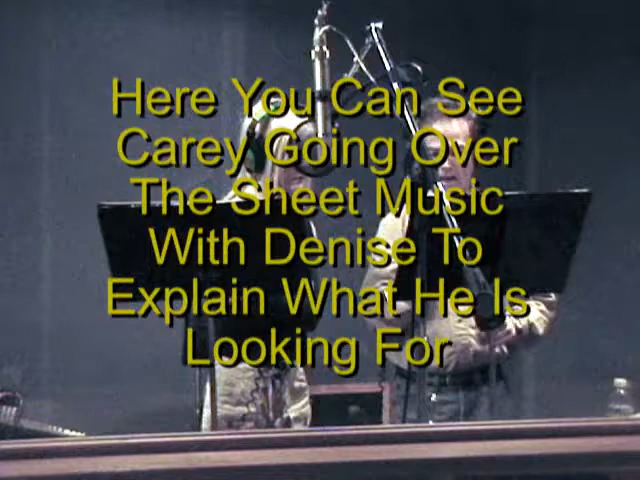 Here You Can See
Carey Going Over
The Sheet Music
With Denise To
Explain What He Is
Looking For